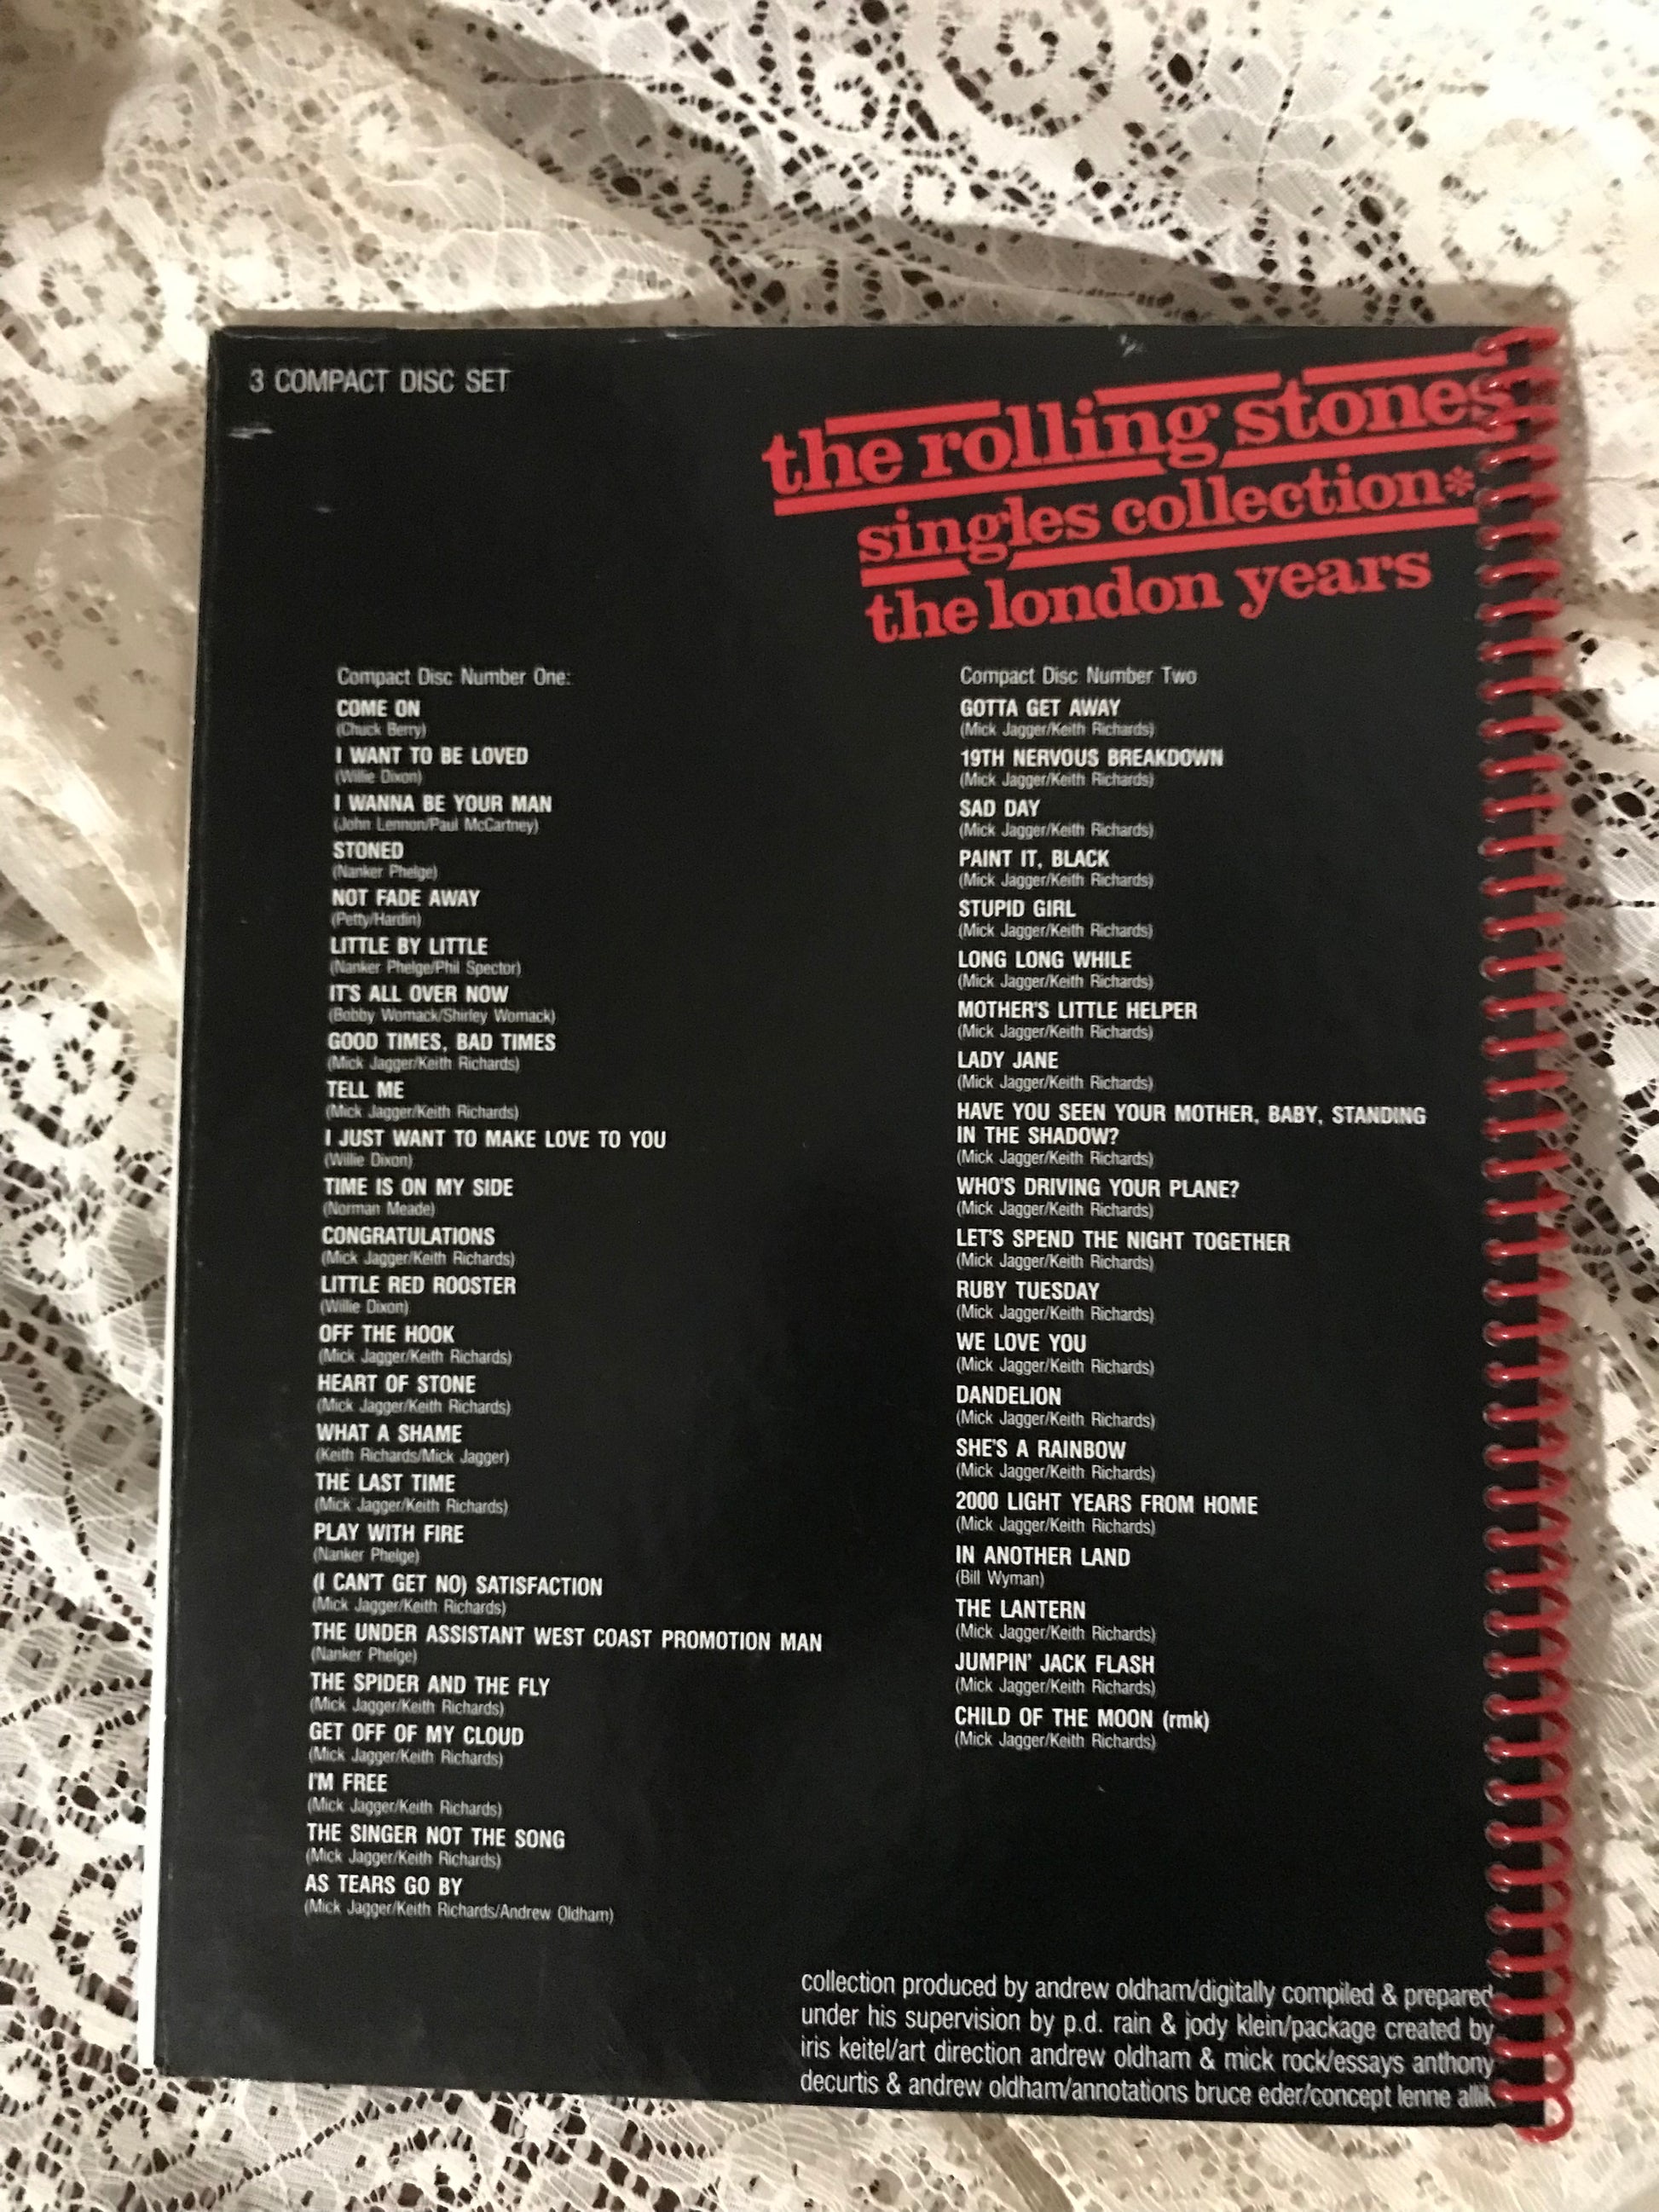 3 COMPACT DISC SET
the rolling stones
singles collection*
the london years
Compact Disc Number One:
COME ON
(Chuck Berry)
I WANT TO BE LOVED
(Willie Dixon)
I WANNA BE YOUR MAN
(John Lennon/Paul McCartney)
STONED
(Nanker Phelge)
NOT FADE AWAY
(Petty/Hardin)
LITTLE BY LITTLE
(Nanker Phelge/Phil Spector)
IT'S ALL OVER NOW
(Bobby Womack/Shirley Womack)
GOOD TIMES, BAD TIMES
(Mick Jagger/Keith Richards)
TELL ME
(Mick Jagger/Keith Richards)
I JUST WANT TO MAKE LOVE TO YOU
(Willie Dixon)
TIME IS ON MY SIDE
(Norman Meade)
CONGRATULATIONS
(Mick Jagger/Keith Richards)
LITTLE RED ROOSTER
(Willie Dixon)
OFF THE HOOK
(Mick Jagger/Keith Richards)
HEART OF STONE
(Mick Jagger/Keith Richards)
WHAT A SHAME
(Keith Richards/Mick Jagger)
THE LAST TIME
(Mick Jagger/Keith Richards)
PLAY WITH FIRE
(Nanker Phelge)
(I CAN'T GET NO) SATISFACTION
(Mick Jagger/Keith Richards)
THE UNDER ASSISTANT WEST COAST PROMOTION MAN
(Nanker Phelge)
THE SPIDER AND THE FLY
(Mick Jagger/Keith Richards)
GET OFF OF MY CLOUD
(Mick Jagger/Keith Richards)
I'M FREE
(Mick Jagger/Keith Richards)
THE SINGER NOT THE SONG
(Mick Jagger/Keith Richards)
AS TEARS GO BY
(Mick Jagger/Keith Richards/Andrew Oldham)
Compact Disc Number Two
GOTTA GET AWAY
(Mick Jagger/Keith Richards)
19TH NERVOUS BREAKDOWN
(Mick Jagger/Keith Richards)
SAD DAY
(Mick Jagger/Keith Richards)
PAINT IT, BLACK
(Mick Jagger/Keith Richards)
STUPID GIRL
(Mick Jagger/Keith Richards)
LONG LONG WHILE
(Mick Jagger/Keith Richards)
MOTHER'S LITTLE HELPER
(Mick Jagger/Keith Richards)
LADY JANE
(Mick Jagger/Keith Richards)
HAVE YOU SEEN YOUR MOTHER, BABY, STANDING
IN THE SHADOW?
(Mick Jagger/Keith Richards)
WHO'S DRIVING YOUR PLANE?
(Mick Jagger/Keith Richards)
LET'S SPEND THE NIGHT TOGETHER
(Mick Jagger/Keith Richards)
RUBY TUESDAY
(Mick Jagger/Keith Richards)
WE LOVE YOU
(Mick Jagger/Keith Richards)
DANDELION
(Mick Jagger/Keith Richards)
SHE'S A RAINBOW
(Mick Jagger/Keith Richards)
2000 LIGHT YEARS FROM HOME
(Mick Jagger/Keith Richards)
IN ANOTHER LAND
(Bill Wyman)
THE LANTERN
(Mick Jagger/Keith Richards)
JUMPIN' JACK FLASH
(Mick Jagger/Keith Richards)
CHILD OF THE MOON (rmk)
(Mick Jagger/Keith Richards)
collection produced by andrew oldham/digitally compiled & prepared
under his supervision by p.d. rain & jody klein/package created by
iris keitel/art direction andrew oldham & mick rock/essays anthony
decurtis & andrew oldham/annotations bruce eder/concept lenne allik